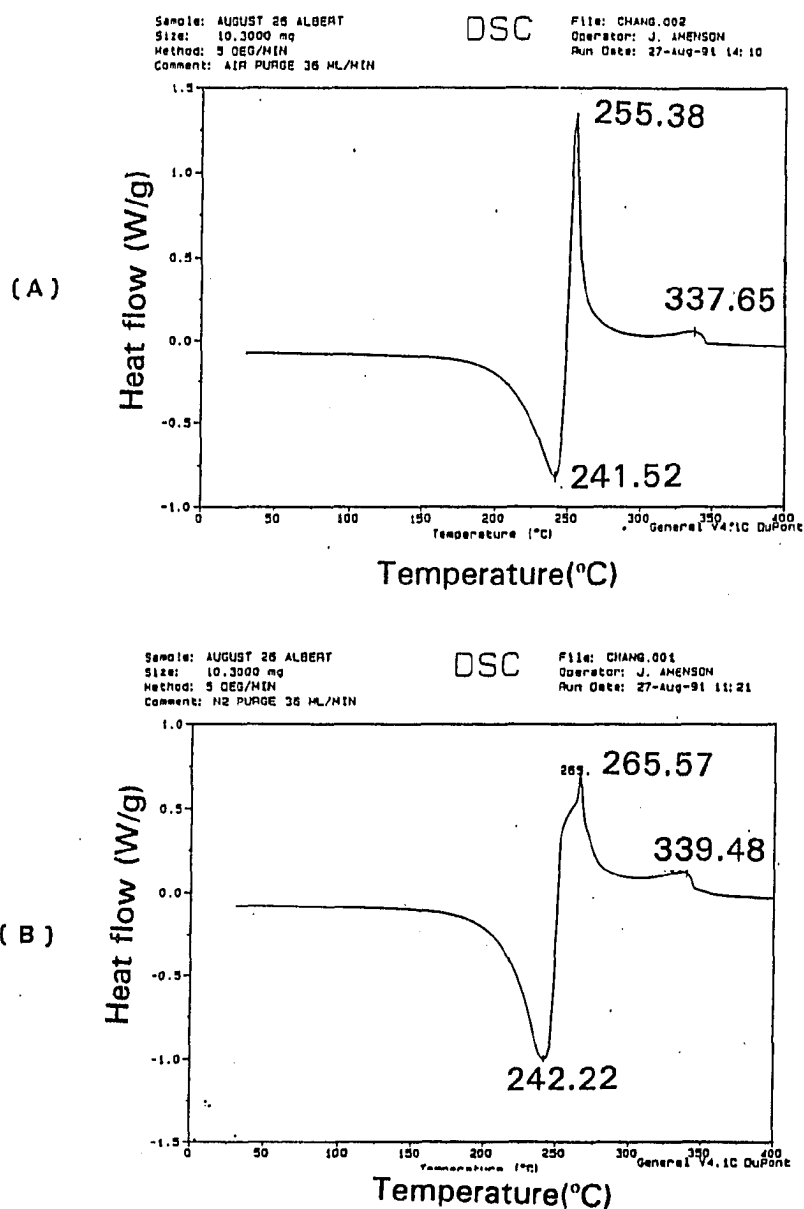 Sample: AUGUST 26 ALBERT
Size: 10.3000 mg
Method: 5 DEG/MIN
Comment: AIR PURGE 36 ML/MIN
DSC
File: CHANG.002
Operator: J. AMENSON
Run Date: 27-Aug-91 14:10
(A)
Heat flow (W/g)
1.5
1.0
0.5
0.0
-0.5
-1.0
255.38
337.65
241.52
0 50 100 150 200 250 300 350 400
Temperature (°C)
General V4.1C DuPont
Temperature(°C)
Sample: AUGUST 26 ALBERT
Size: 10.3000 mg
Method: 5 DEG/MIN
Comment: N2 PURGE 36 ML/MIN
DSC
File: CHANG.001
Operator: J. AMENSON
Run Date: 27-Aug-91 11:21
(B)
Heat flow (W/g)
1.0
0.5
0.0
-0.5
-1.0
-1.5
265. 265.57
339.48
242.22
0 50 100 150 200 250 300 350 400
Temperature (°C)
General V4.1C DuPont
Temperature(°C)